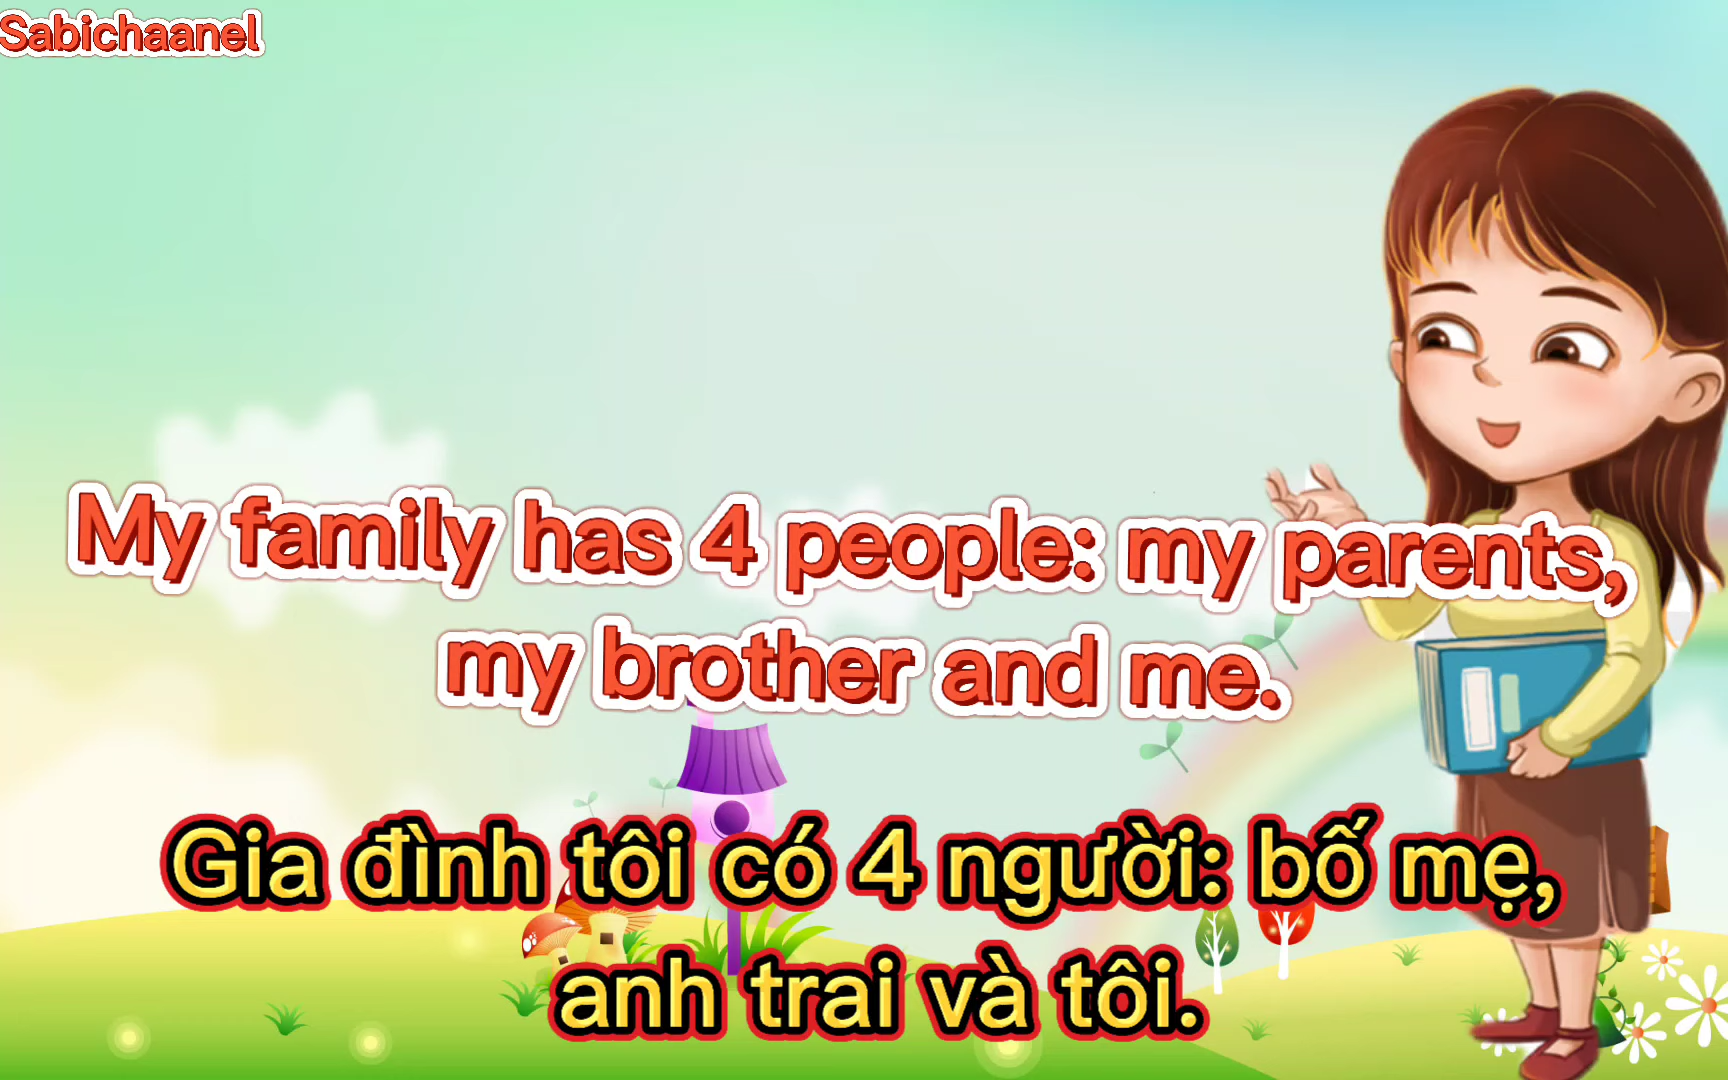 Sabichaanel
My family has 4 people: my parents,
my brother and me.
Gia đình tôi có 4 người: bố mẹ,
anh trai và tôi.